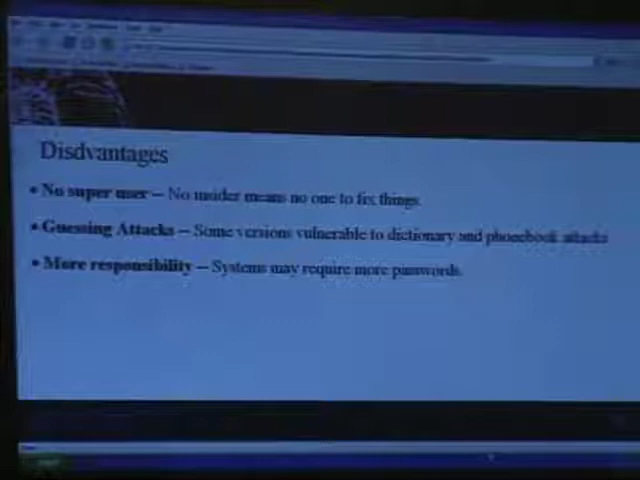 Disdvantages
• No super user – No insider means no one to fix things.
• Guessing Attacks – Some versions vulnerable to dictionary and phonebook attacks
• More responsibility – Systems may require more passwords.